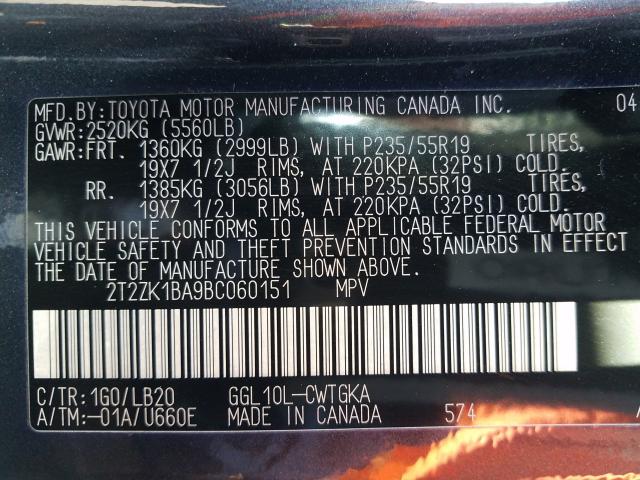 MFD.BY:TOYOTA MOTOR MANUFACTURING CANADA INC. 04
GVWR:2520KG (5560LB)
GAWR:FRT. 1360KG (2999LB) WITH P235/55R19 TIRES,
19X7 1/2J RIMS, AT 220KPA (32PSI) COLD.
RR. 1385KG (3056LB) WITH P235/55R19 TIRES,
19X7 1/2J RIMS, AT 220KPA (32PSI) COLD.
THIS VEHICLE CONFORMS TO ALL APPLICABLE FEDERAL MOTOR
VEHICLE SAFETY AND THEFT PREVENTION STANDARDS IN EFFECT
THE DATE OF MANUFACTURE SHOWN ABOVE.
2T2ZK1BA9BC060151 MPV
C/TR:1G0/LB20 GGL10L-CWTGKA
A/TM:-01A/U660E MADE IN CANADA 574